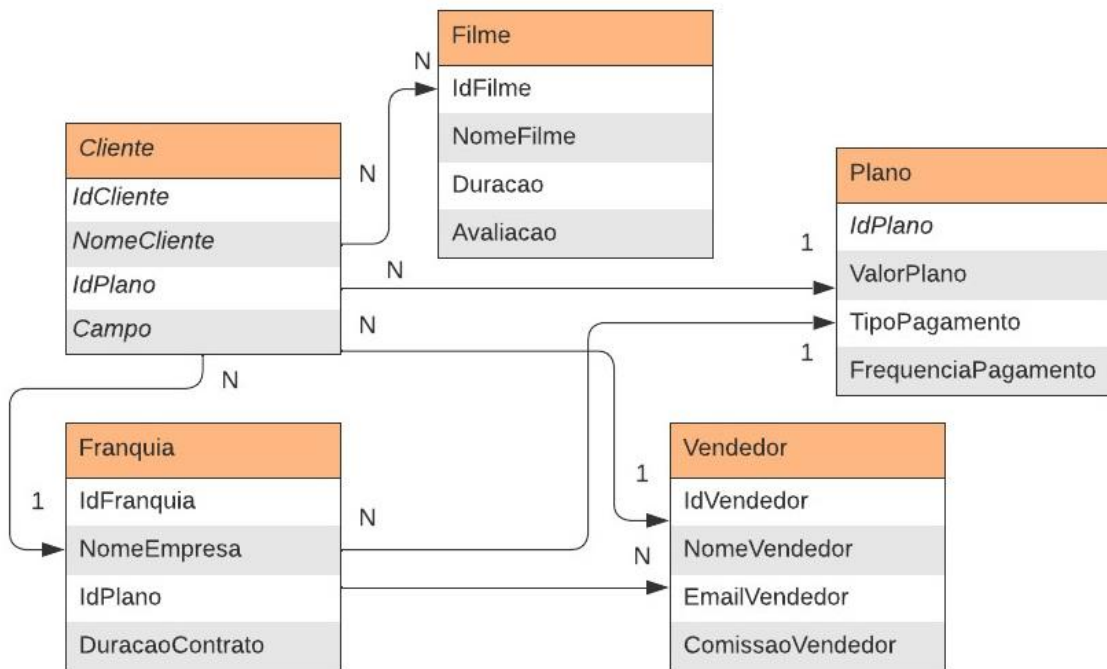 Filme
IdFilme
NomeFilme
Duracao
Avaliacao
N
N
Cliente
IdCliente
NomeCliente
IdPlano
Campo
N
N
N
1
Plano
IdPlano
ValorPlano
TipoPagamento
FrequenciaPagamento
1
1
Franquia
IdFranquia
NomeEmpresa
IdPlano
DuracaoContrato
N
1
N
Vendedor
IdVendedor
NomeVendedor
EmailVendedor
ComissaoVendedor